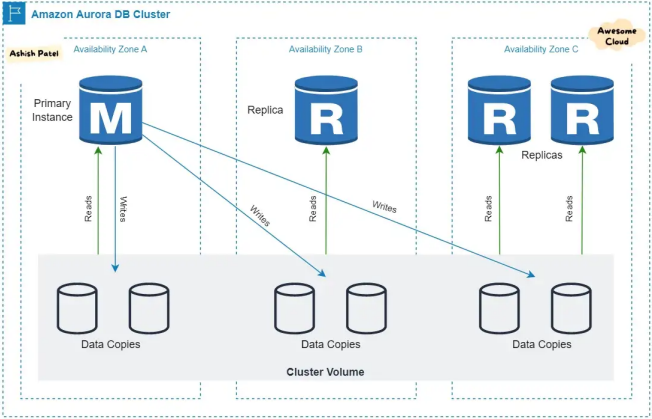 Amazon Aurora DB Cluster
Ashish Patel
Availability Zone A
Availability Zone B
Availability Zone C
Awesome
Cloud
Primary
Instance
M
Replica
R
R
R
Replicas
Reads
Writes
Writes
Reads
Writes
Reads
Reads
Data Copies
Data Copies
Data Copies
Cluster Volume